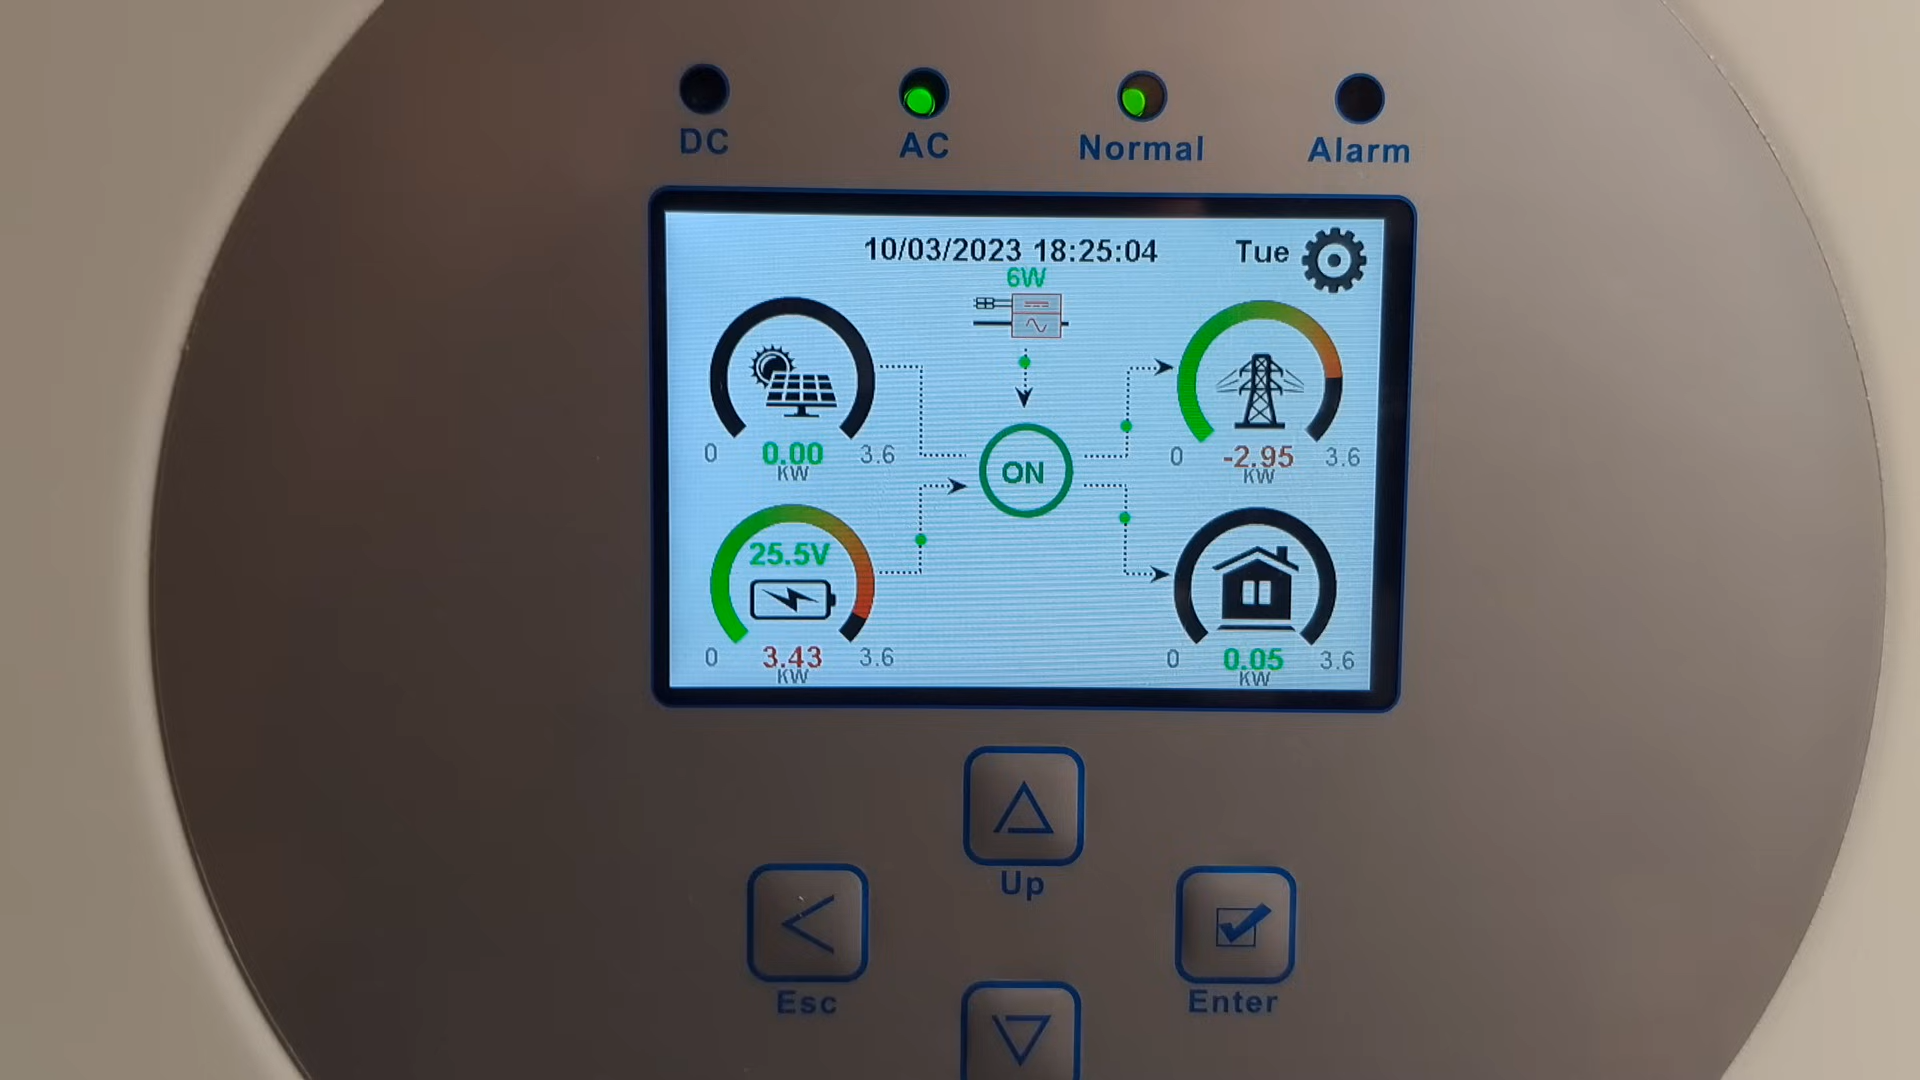 DC
AC
Normal
Alarm
10/03/2023 18:25:04 Tue
6W
0 0.00 3.6
KW
0 -2.95 3.6
KW
ON
25.5V
0 3.43 3.6
KW
0 0.05 3.6
KW
Up
Esc
Enter